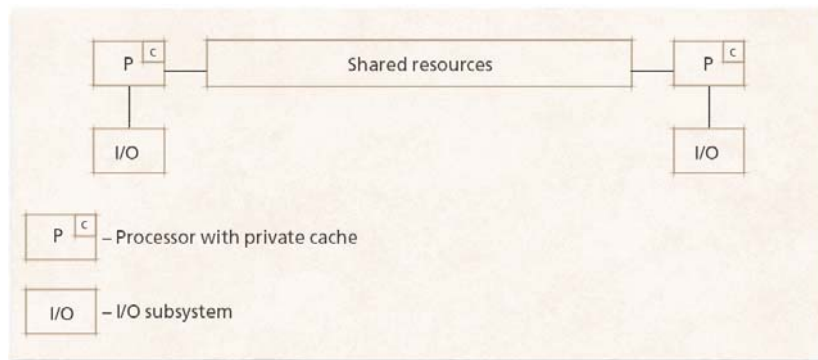 P C Shared resources P C
I/O I/O
P C – Processor with private cache
I/O – I/O subsystem